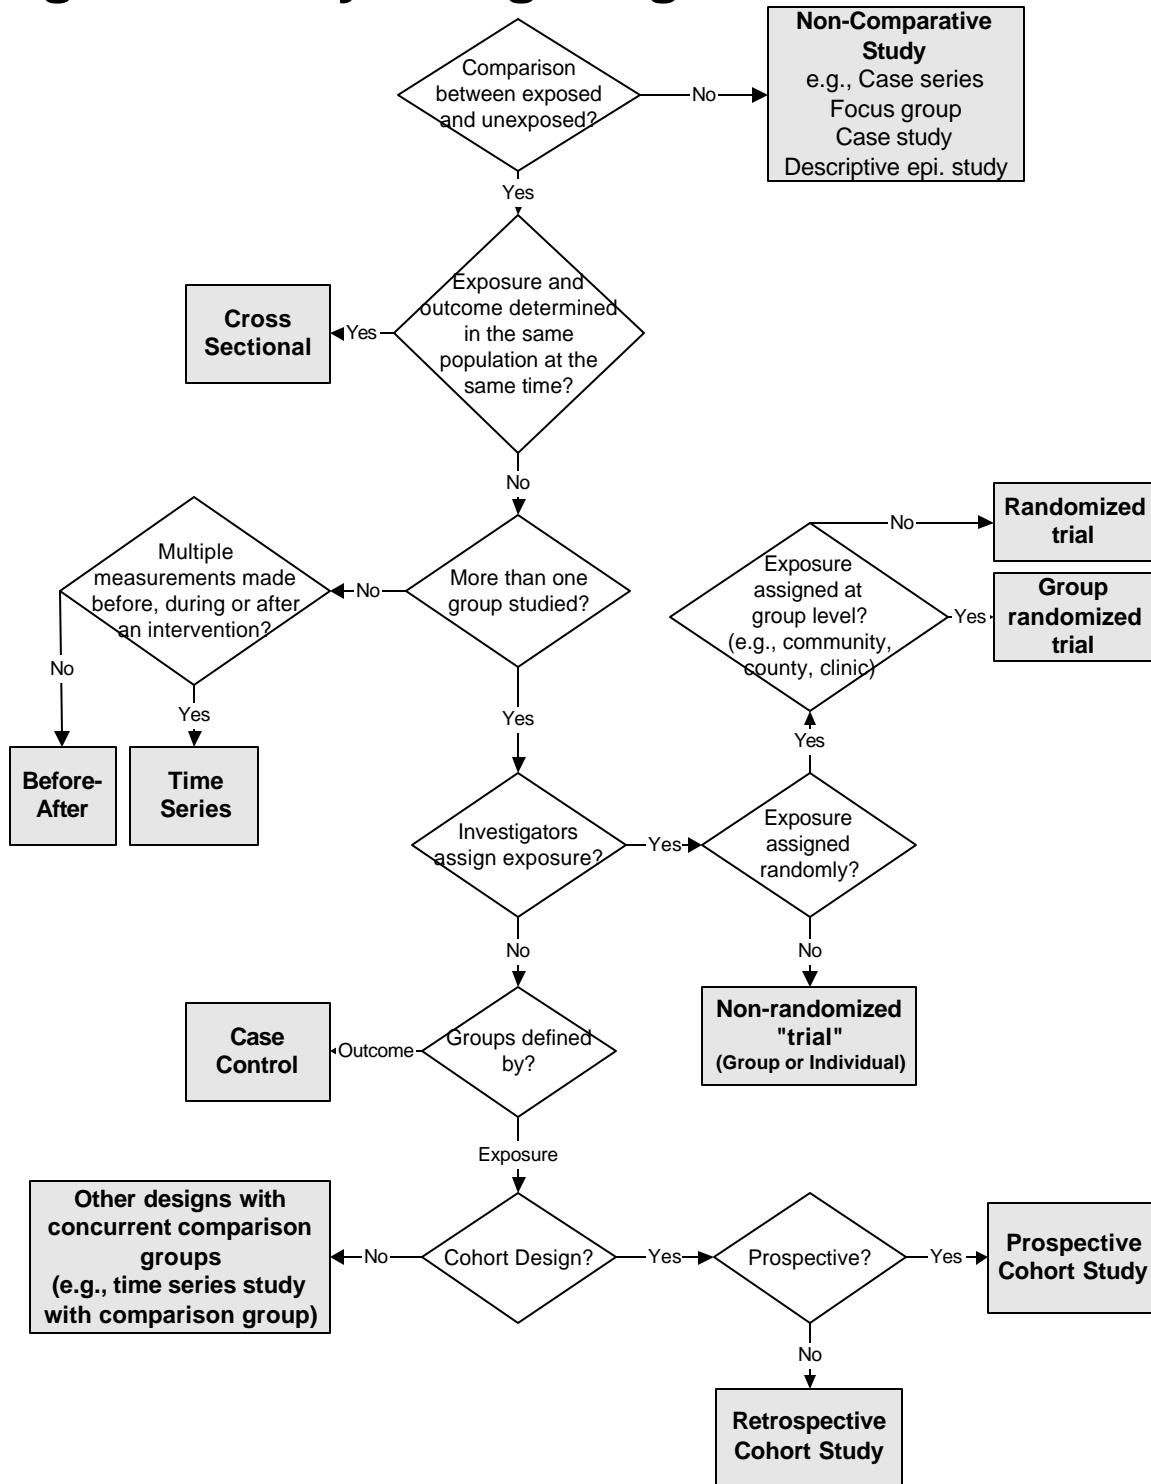 Comparison
between exposed
and unexposed?
No
Non-Comparative
Study
e.g., Case series
Focus group
Case study
Descriptive epi. study
Yes
Exposure and
outcome determined
in the same
population at the
same time?
Yes
Cross
Sectional
No
More than one
group studied?
No
Multiple
measurements made
before, during or after
an intervention?
No
Yes
Before-
After
Time
Series
Yes
Investigators
assign exposure?
Yes
Exposure
assigned
randomly?
Yes
Exposure
assigned at
group level?
(e.g., community,
county, clinic)
No
Randomized
trial
Yes
Group
randomized
trial
No
Non-randomized
"trial"
(Group or Individual)
No
Groups defined
by?
Outcome
Case
Control
Exposure
Cohort Design?
No
Other designs with
concurrent comparison
groups
(e.g., time series study
with comparison group)
Yes
Prospective?
Yes
Prospective
Cohort Study
No
Retrospective
Cohort Study